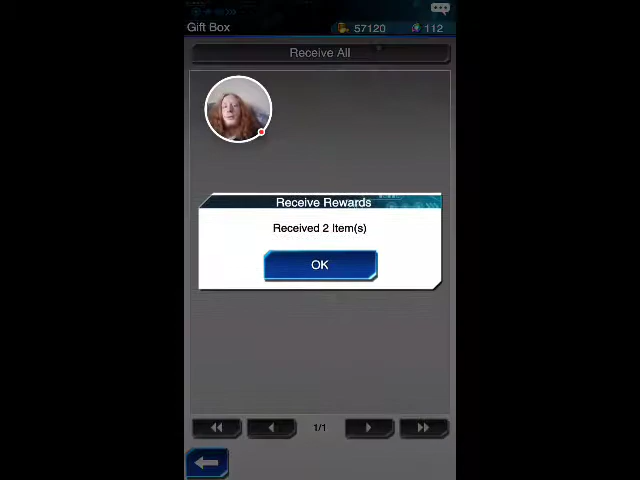 Gift Box
57120
112
Receive All
Receive Rewards
Received 2 Item(s)
OK
1/1